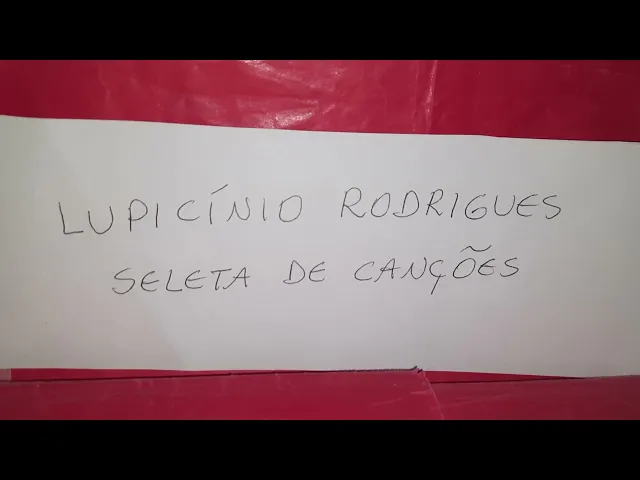 LUPICÍNIO RODRIGUES
SELETA DE CANÇÕES